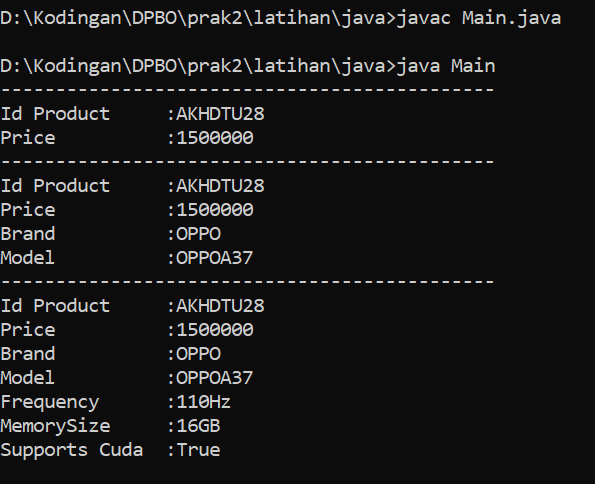 D:\Kodingan\DPBO\prak2\latihan\java>javac Main.java
D:\Kodingan\DPBO\prak2\latihan\java>java Main
---------------------------------------------
Id Product     :AKHDTU28
Price          :1500000
---------------------------------------------
Id Product     :AKHDTU28
Price          :1500000
Brand          :OPPO
Model          :OPPOA37
---------------------------------------------
Id Product     :AKHDTU28
Price          :1500000
Brand          :OPPO
Model          :OPPOA37
Frequency      :110Hz
MemorySize     :16GB
Supports Cuda  :True